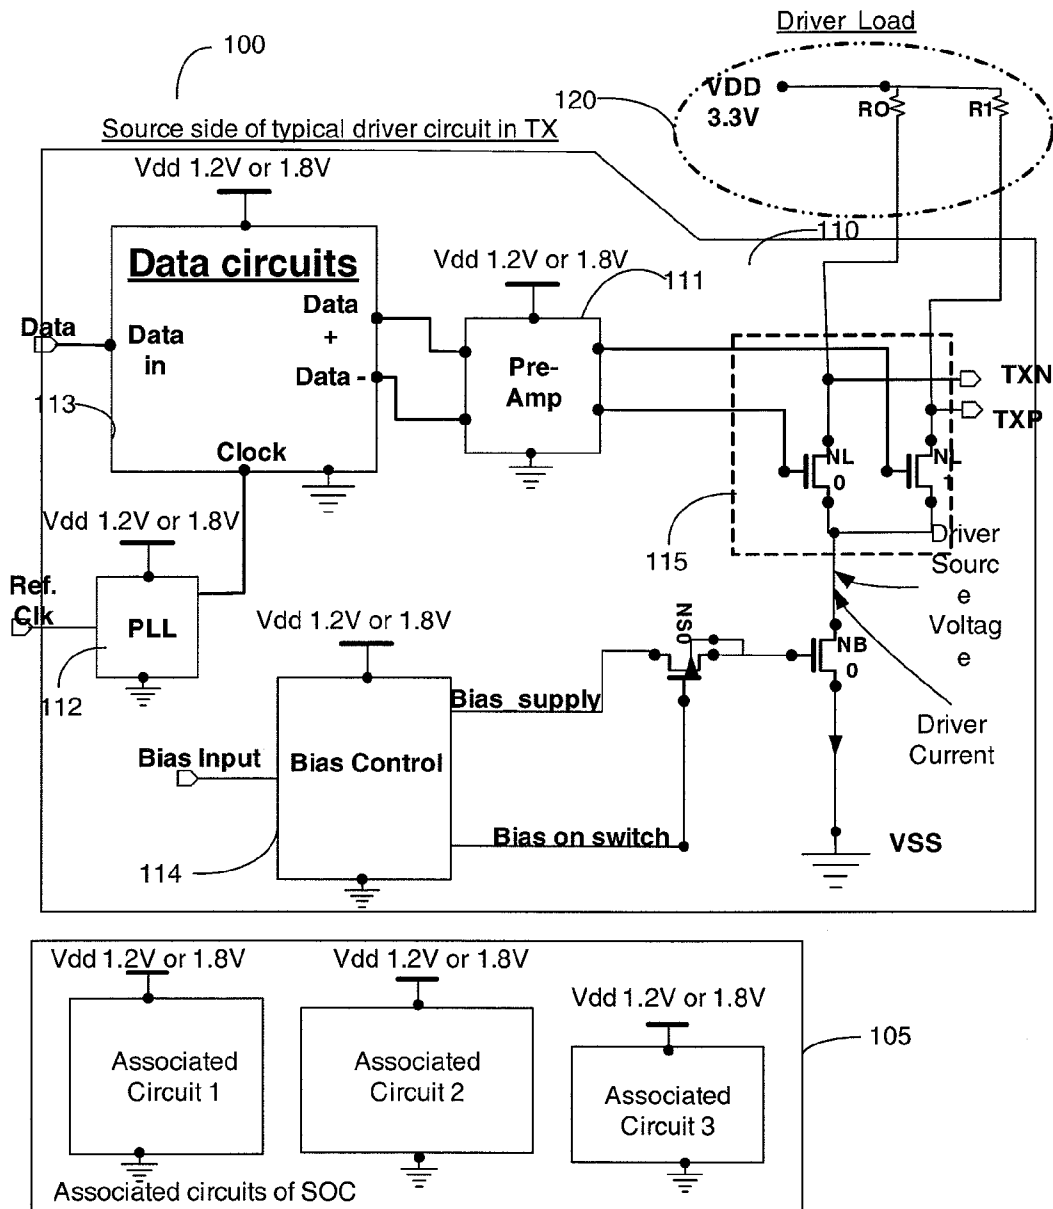 Driver Load
100
VDD
3.3V
RO
R1
120
Source side of typical driver circuit in TX
Vdd 1.2V or 1.8V
110
Data circuits
Vdd 1.2V or 1.8V
111
Data
+
Data
Data
in
Pre-
Amp
Data -
TXN
TXP
113
Clock
NL
0
NL
1
Vdd 1.2V or 1.8V
115
Driver
Sourc
e
Voltag
e
Ref.
Clk
PLL
Vdd 1.2V or 1.8V
NS0
NB
0
112
Bias_supply
Driver
Current
Bias Input
Bias Control
Bias on switch
VSS
114
Vdd 1.2V or 1.8V
Vdd 1.2V or 1.8V
Vdd 1.2V or 1.8V
105
Associated
Circuit 1
Associated
Circuit 2
Associated
Circuit 3
Associated circuits of SOC